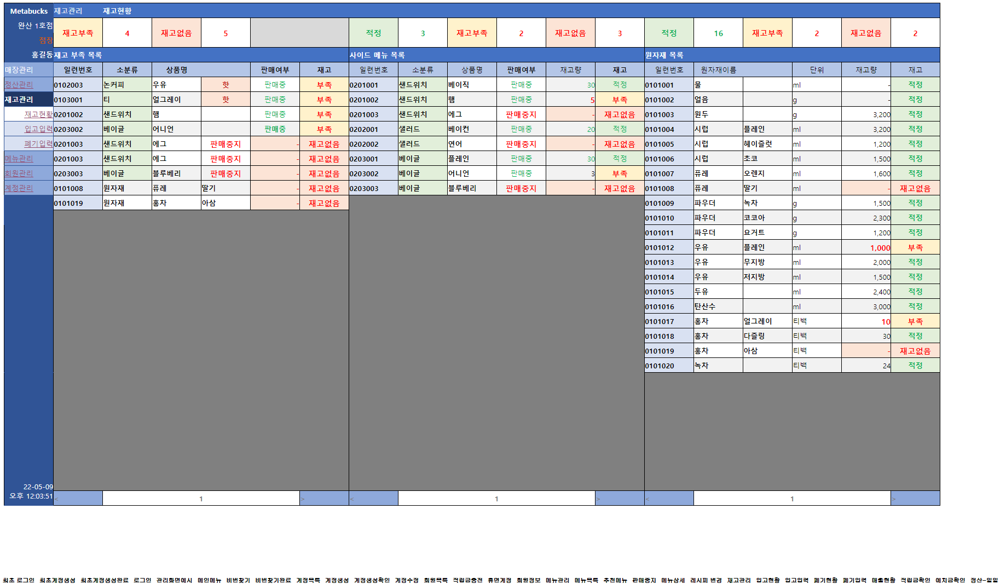 Metabucks 재고관리 재고현황
완산 1호점
점장
홍길동
재고부족 4 재고없음 5
적정 3 재고부족 2 재고없음 3
적정 16 재고부족 2 재고없음 2
매장관리
정산관리
재고관리
재고현황
입고입력
폐기입력
메뉴관리
회원관리
계정관리
22-05-09
오후 12:03:51
재고 부족 목록
일련번호 소분류 상품명 판매여부 재고
0102003 논커피 우유 핫 판매중 부족
0103001 티 얼그레이 핫 판매중 부족
0201002 샌드위치 햄 판매중 부족
0203002 베이글 어니언 판매중 부족
0201003 샌드위치 에그 판매중지 - 재고없음
0201003 샌드위치 에그 판매중지 - 재고없음
0203003 베이글 블루베리 판매중지 - 재고없음
0101008 원자재 퓨레 딸기 - 재고없음
0101019 원자재 홍차 아삼 - 재고없음
< 1 >
사이드 메뉴 목록
일련번호 소분류 상품명 판매여부 재고량 재고
0201001 샌드위치 베이직 판매중 30 적정
0201002 샌드위치 햄 판매중 5 부족
0201003 샌드위치 에그 판매중지 - 재고없음
0202001 샐러드 베이컨 판매중 20 적정
0202002 샐러드 연어 판매중지 - 재고없음
0203001 베이글 플레인 판매중 30 적정
0203002 베이글 어니언 판매중 3 부족
0203003 베이글 블루베리 판매중지 - 재고없음
< 1 >
원자재 목록
일련번호 원자재이름 단위 재고량 재고
0101001 물 ml - 적정
0101002 얼음 g - 적정
0101003 원두 g 3,200 적정
0101004 시럽 플레인 ml 3,200 적정
0101005 시럽 헤이즐럿 ml 1,200 적정
0101006 시럽 초코 ml 1,500 적정
0101007 퓨레 오렌지 ml 1,600 적정
0101008 퓨레 딸기 ml - 재고없음
0101009 파우더 녹차 g 1,500 적정
0101010 파우더 코코아 g 2,300 적정
0101011 파우더 요거트 g 1,200 적정
0101012 우유 플레인 ml 1,000 부족
0101013 우유 무지방 ml 2,000 적정
0101014 우유 저지방 ml 1,500 적정
0101015 두유 ml 2,400 적정
0101016 탄산수 ml 3,000 적정
0101017 홍차 얼그레이 티백 10 부족
0101018 홍차 다즐링 티백 30 적정
0101019 홍차 아삼 티백 - 재고없음
0101020 녹차 티백 24 적정
< 1 >
최초 로그인 최초계정생성 최초계정생성완료 로그인 관리화면예시 메인메뉴 비번찾기 비번찾기완료 계정목록 계정생성 계정생성확인 계정수정 회원목록 적립금충전 휴면계정 회원정보 메뉴관리 메뉴목록 추천메뉴 판매중지 메뉴상세 레시피 변경 재고관리 입고현황 입고입력 폐기현황 폐기입력 매출현황 적립금확인 예치금확인 정산-일일